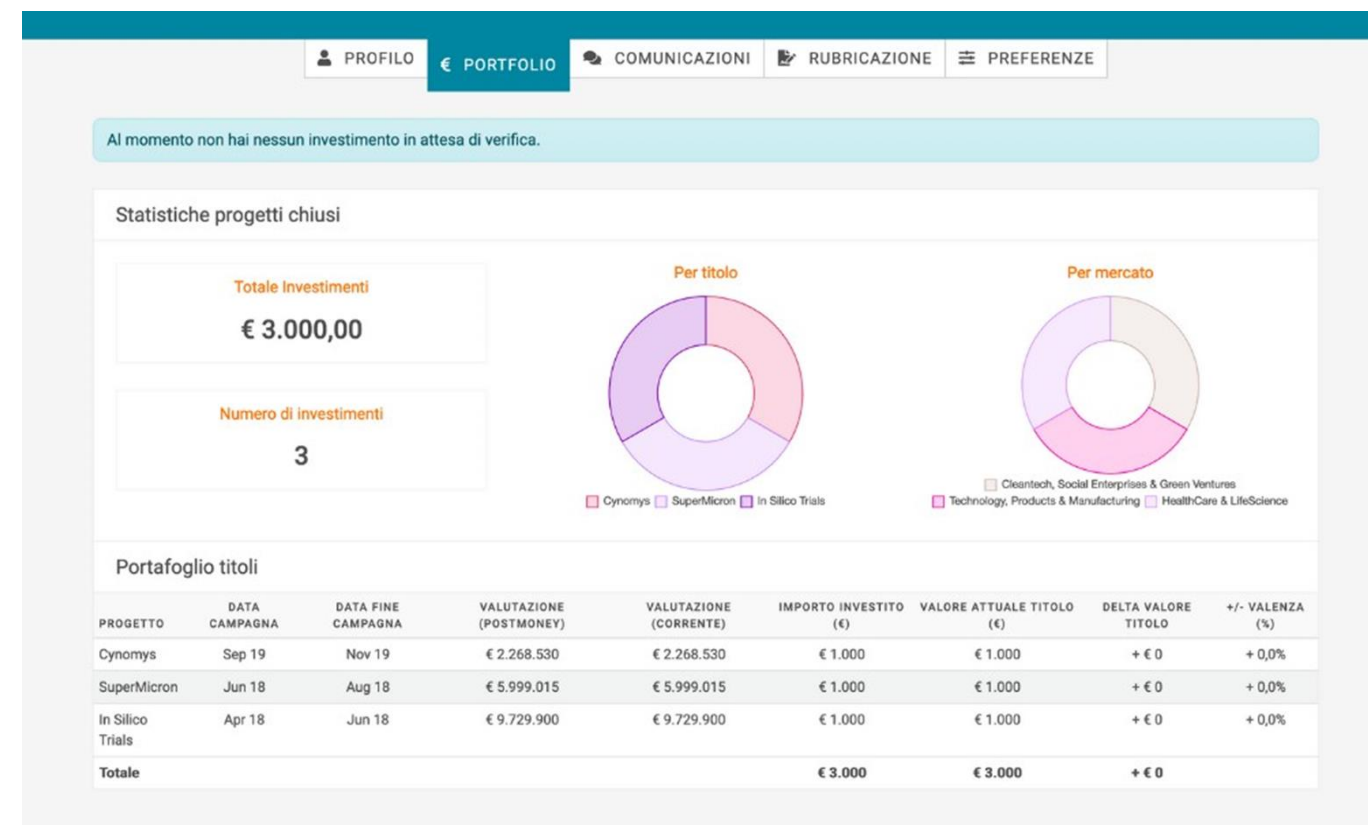 PROFILO € PORTFOLIO COMUNICAZIONI RUBRICAZIONE PREFERENZE
Al momento non hai nessun investimento in attesa di verifica.
Statistiche progetti chiusi
Totale Investimenti
€ 3.000,00
Numero di investimenti
3
Per titolo
Cynomys SuperMicron In Silico Trials
Per mercato
Cleantech, Social Enterprises & Green Ventures
Technology, Products & Manufacturing HealthCare & LifeScience
Portafoglio titoli
PROGETTO DATA CAMPAGNA DATA FINE CAMPAGNA VALUTAZIONE (POSTMONEY) VALUTAZIONE (CORRENTE) IMPORTO INVESTITO (€) VALORE ATTUALE TITOLO (€) DELTA VALORE TITOLO +/- VALENZA (%)
Cynomys Sep 19 Nov 19 € 2.268.530 € 2.268.530 € 1.000 € 1.000 + € 0 + 0,0%
SuperMicron Jun 18 Aug 18 € 5.999.015 € 5.999.015 € 1.000 € 1.000 + € 0 + 0,0%
In Silico Trials Apr 18 Jun 18 € 9.729.900 € 9.729.900 € 1.000 € 1.000 + € 0 + 0,0%
Totale € 3.000 € 3.000 + € 0